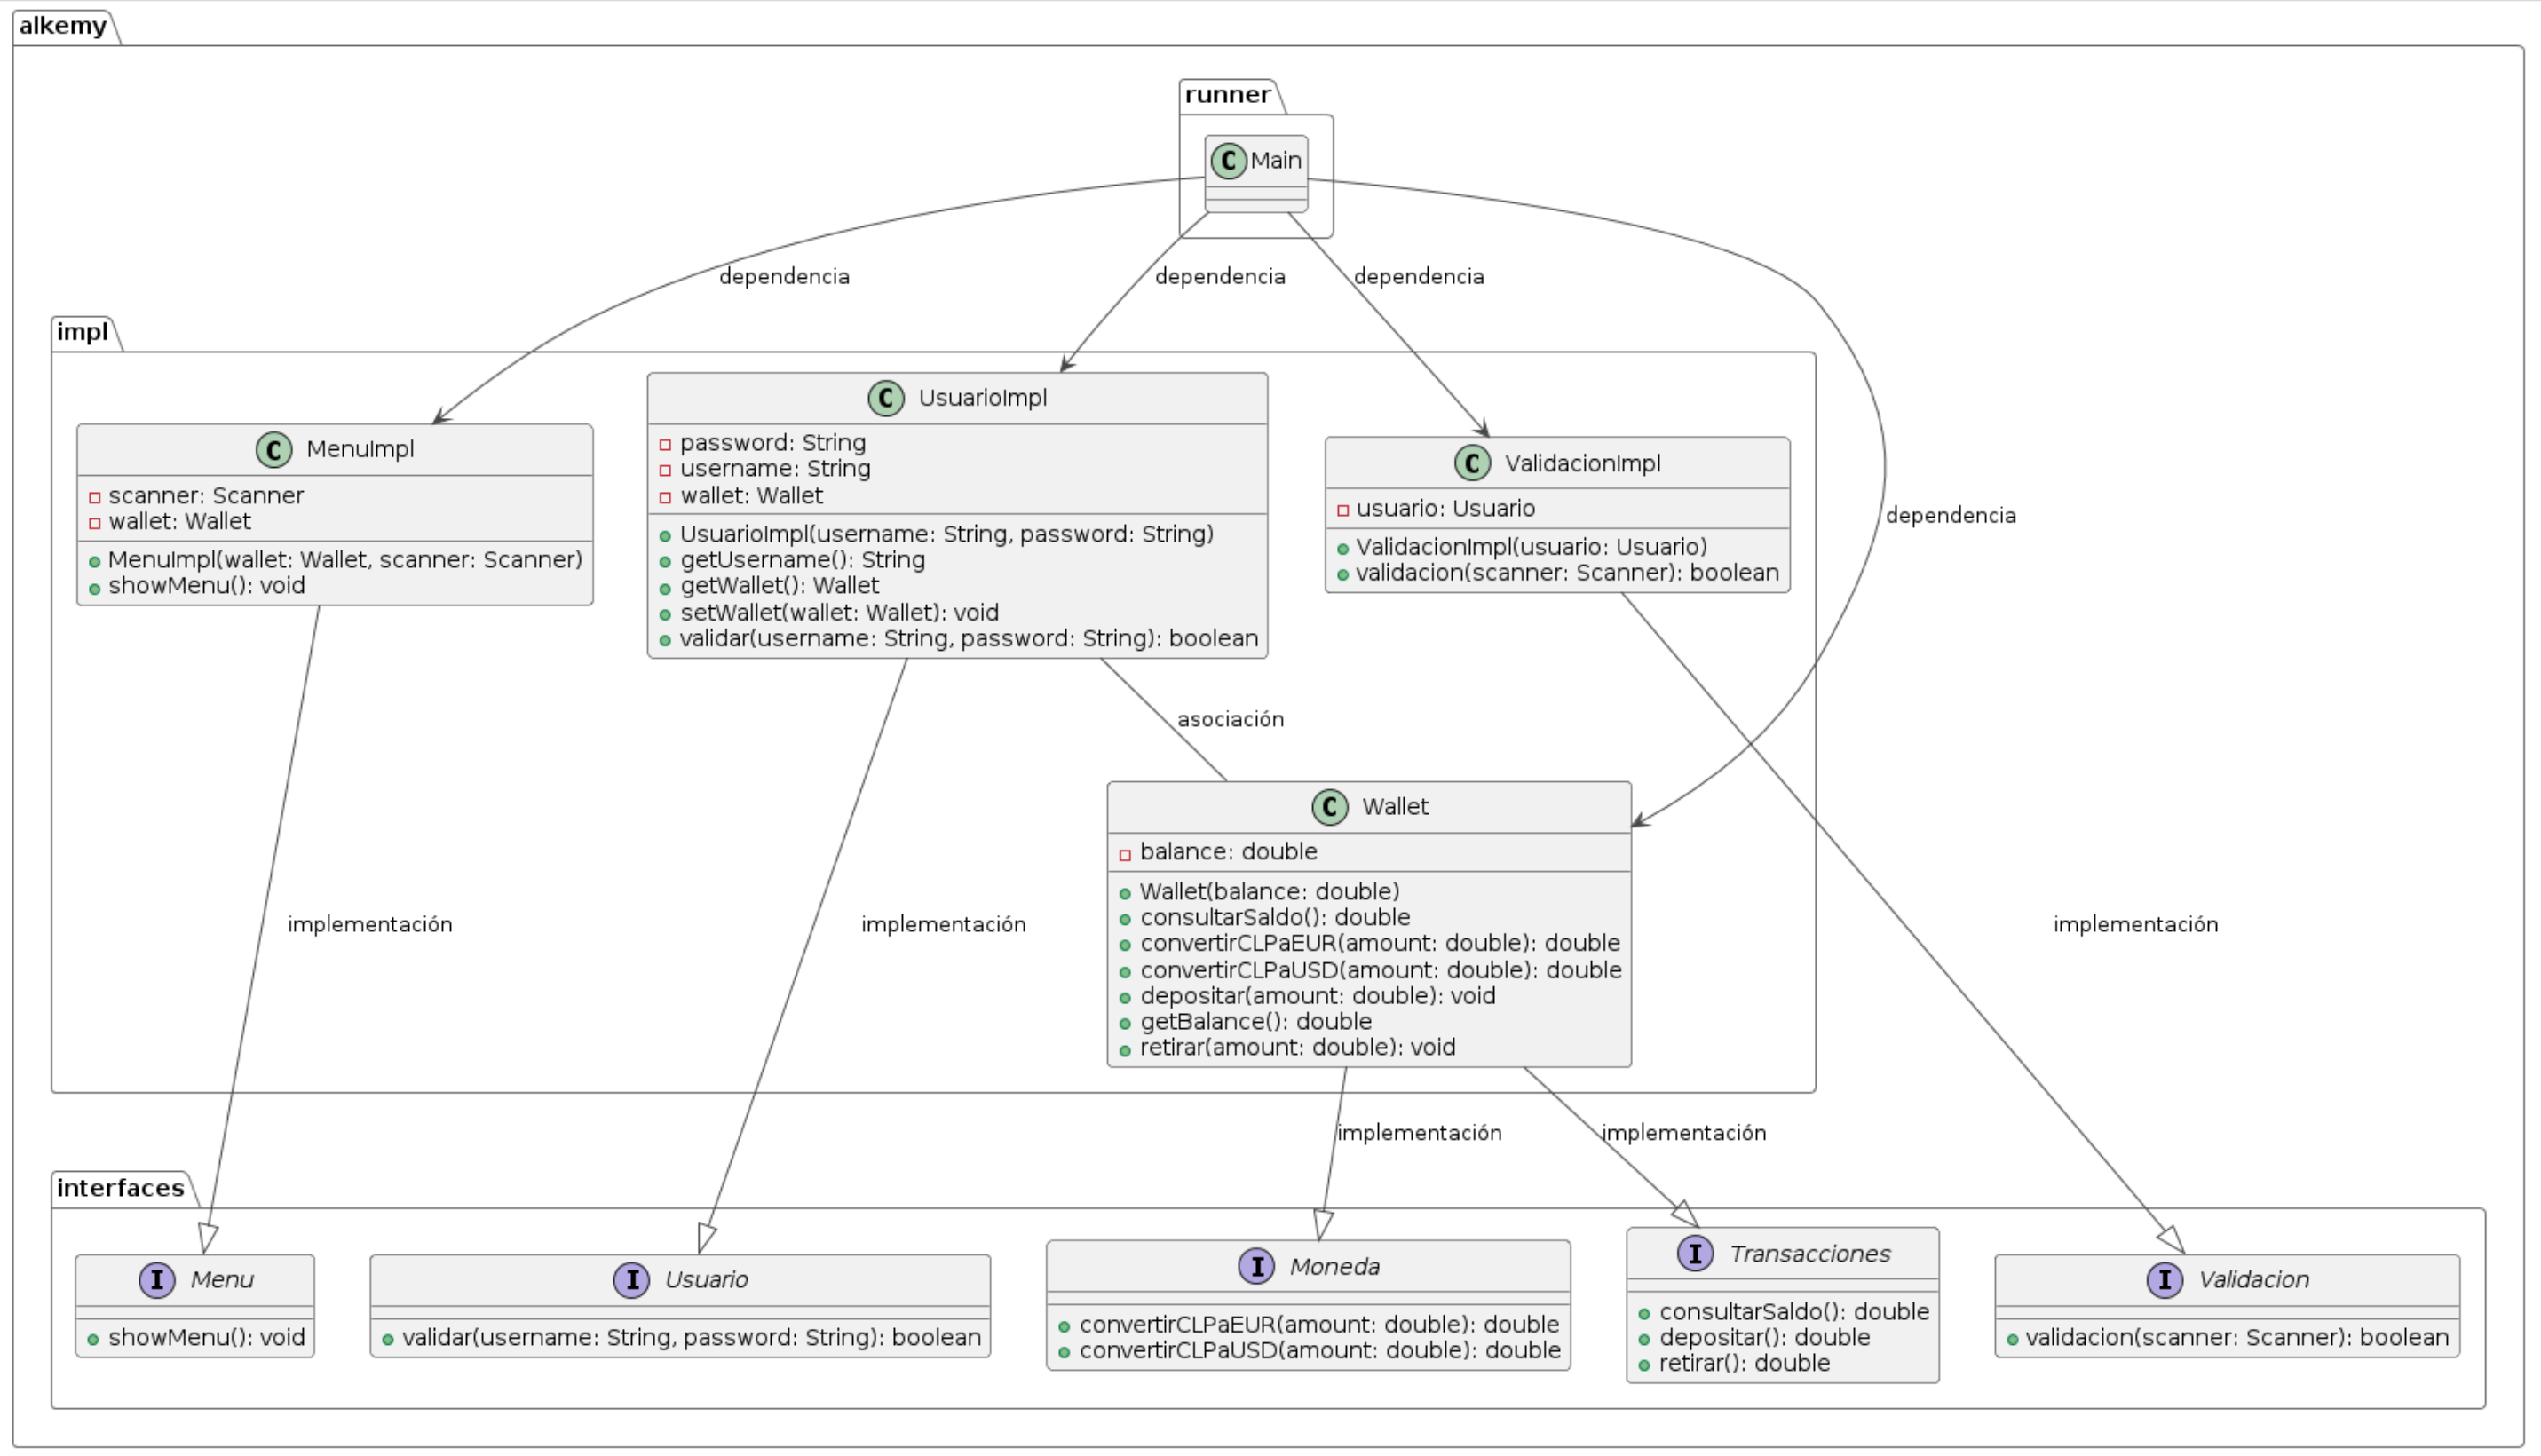 alkemy
runner
C Main
dependencia
dependencia
dependencia
dependencia
impl
C MenuImpl
scanner: Scanner
wallet: Wallet
MenuImpl(wallet: Wallet, scanner: Scanner)
showMenu(): void
C UsuarioImpl
password: String
username: String
wallet: Wallet
UsuarioImpl(username: String, password: String)
getUsername(): String
getWallet(): Wallet
setWallet(wallet: Wallet): void
validar(username: String, password: String): boolean
C ValidacionImpl
usuario: Usuario
ValidacionImpl(usuario: Usuario)
validacion(scanner: Scanner): boolean
asociación
C Wallet
balance: double
Wallet(balance: double)
consultarSaldo(): double
convertirCLPaEUR(amount: double): double
convertirCLPaUSD(amount: double): double
depositar(amount: double): void
getBalance(): double
retirar(amount: double): void
implementación
implementación
implementación
implementación
implementación
interfaces
I Menu
showMenu(): void
I Usuario
validar(username: String, password: String): boolean
I Moneda
convertirCLPaEUR(amount: double): double
convertirCLPaUSD(amount: double): double
I Transacciones
consultarSaldo(): double
depositar(): double
retirar(): double
I Validacion
validacion(scanner: Scanner): boolean